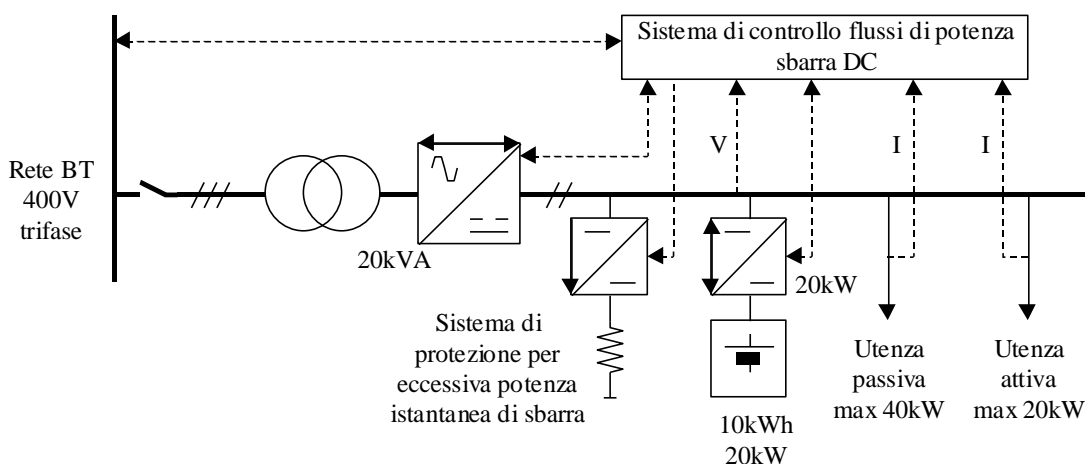 Sistema di controllo flussi di potenza
sbarra DC
V
I
I
Rete BT
400V
trifase
20kVA
20kW
Sistema di
protezione per
eccessiva potenza
istantanea di sbarra
10kWh
20kW
Utenza
passiva
max 40kW
Utenza
attiva
max 20kW